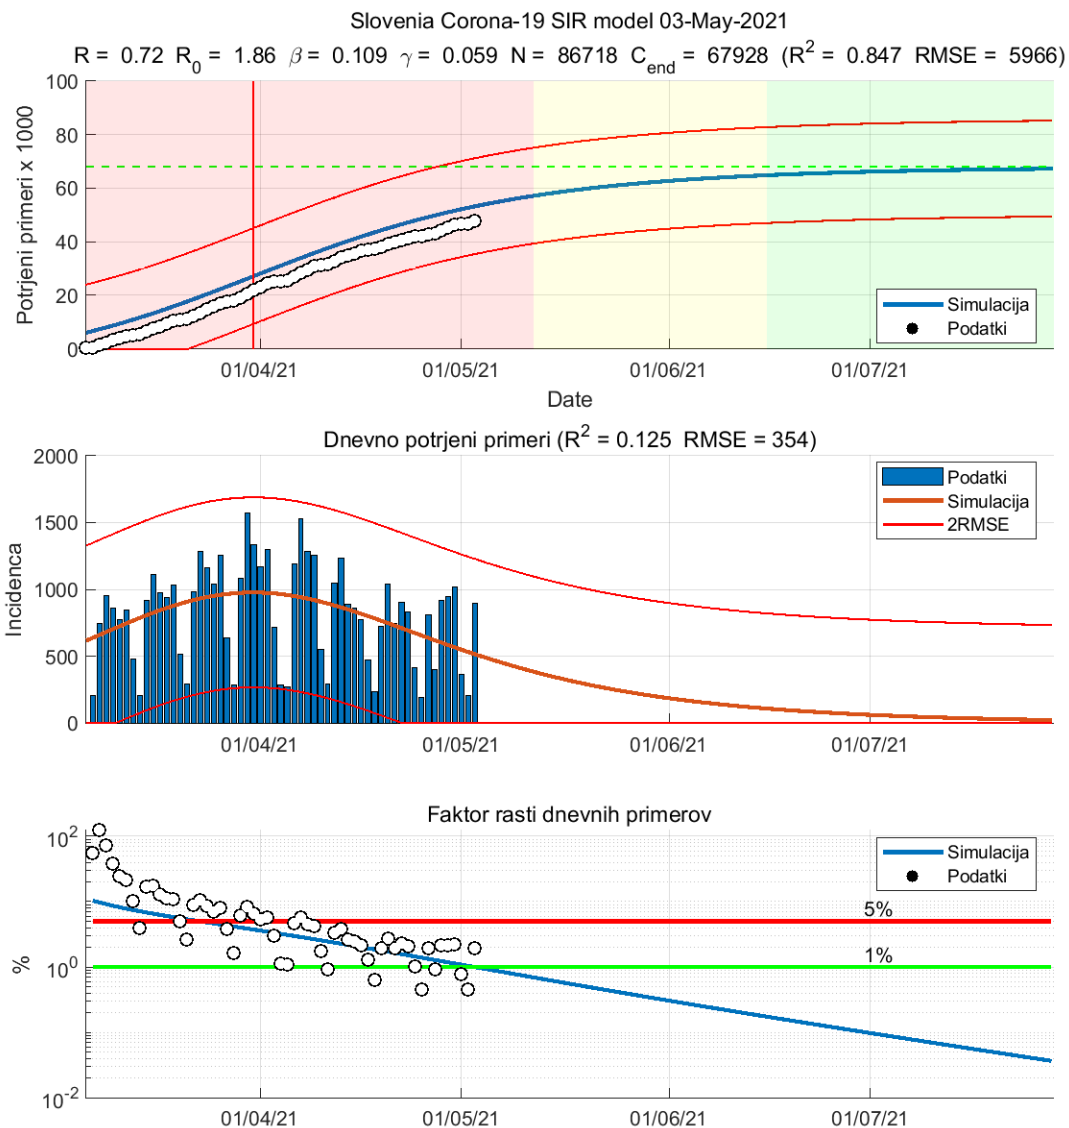 Slovenia Corona-19 SIR model 03-May-2021
R = 0.72 R0 = 1.86 β = 0.109 γ = 0.059 N = 86718 Cend = 67928 (R2 = 0.847 RMSE = 5966)
100
80
60
40
20
0
Potrjeni primeri x 1000
Simulacija
Podatki
01/04/21 01/05/21 01/06/21 01/07/21
Date
Dnevno potrjeni primeri (R2 = 0.125 RMSE = 354)
2000
1500
1000
500
0
Incidenca
Podatki
Simulacija
2RMSE
01/04/21 01/05/21 01/06/21 01/07/21
Faktor rasti dnevnih primerov
102
100
10-2
%
Simulacija
Podatki
5%
1%
01/04/21 01/05/21 01/06/21 01/07/21